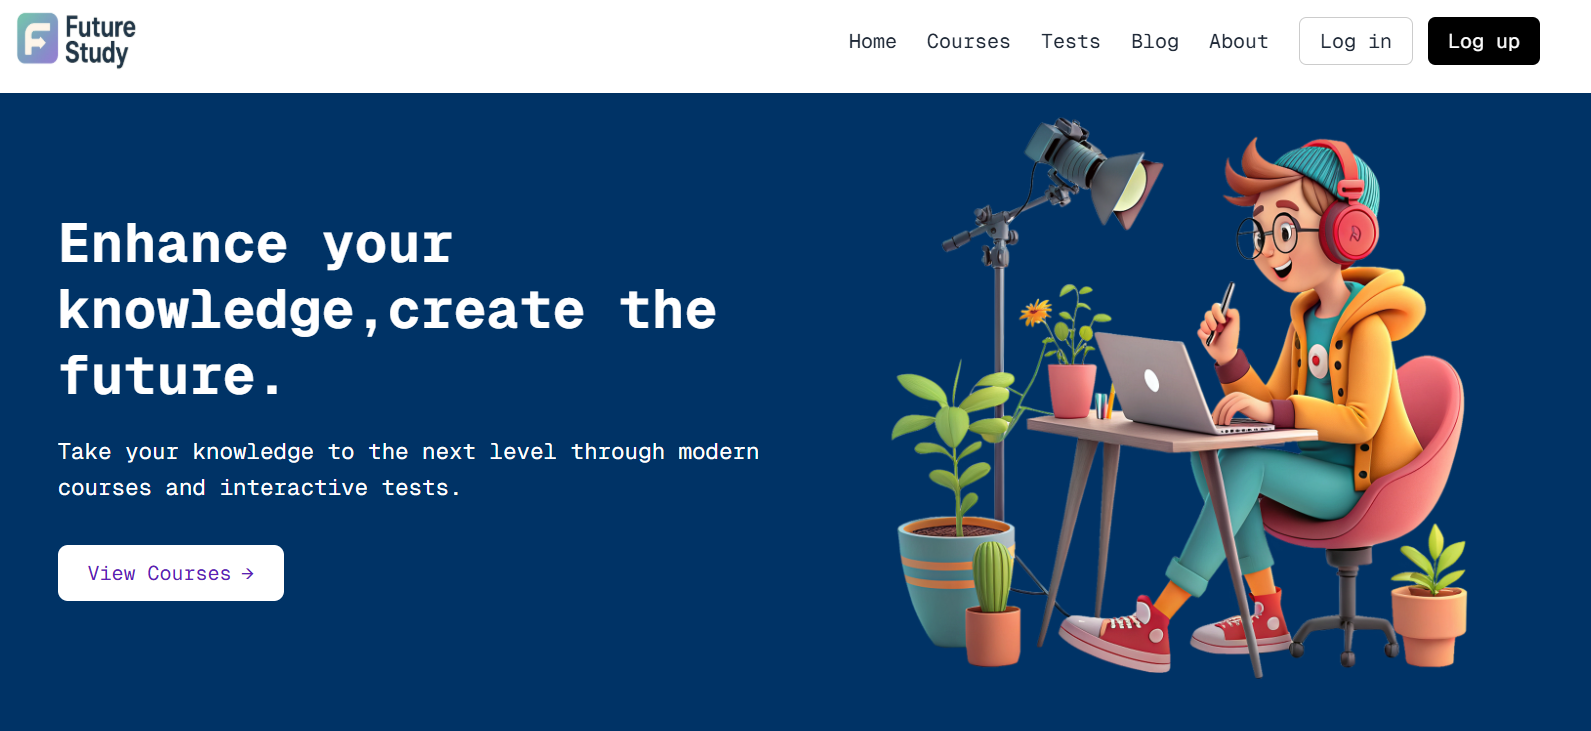 Future
Study
Home Courses Tests Blog About Log in Log up
Enhance your
knowledge,create the
future.
Take your knowledge to the next level through modern
courses and interactive tests.
View Courses →